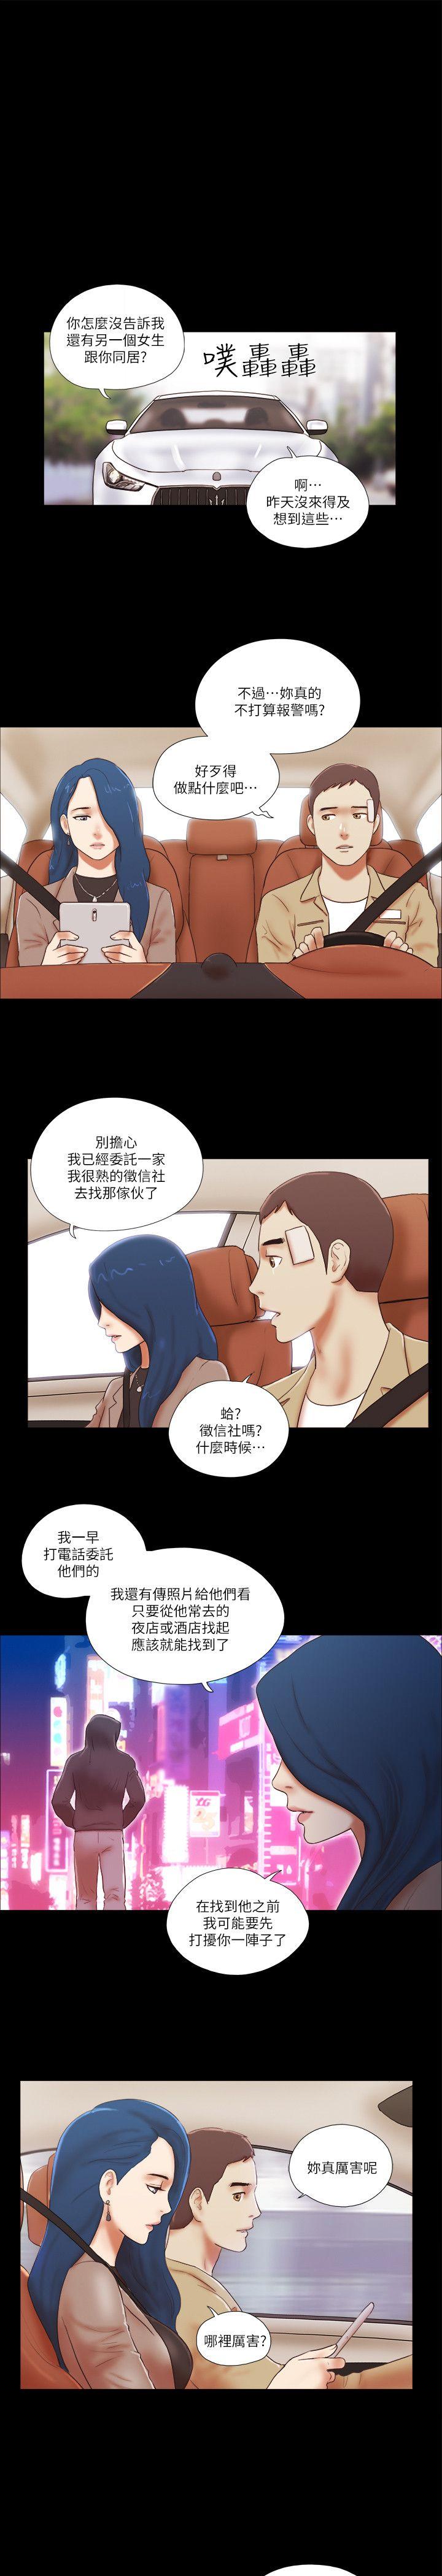 你怎麼沒告訴我
還有另一個女生
跟你同居?
噗轟轟
啊…
昨天沒來得及
想到這些…
不過…妳真的
不打算報警嗎?
好歹得
做點什麼吧…
別擔心
我已經委託一家
我很熟的徵信社
去找那傢伙了
蛤?
徵信社嗎?
什麼時候…
我一早
打電話委託
他們的
我還有傳照片給他們看
只要從他常去的
夜店或酒店找起
應該就能找到了
在找到他之前
我可能要先
打擾你一陣子了
妳真厲害呢
哪裡厲害?